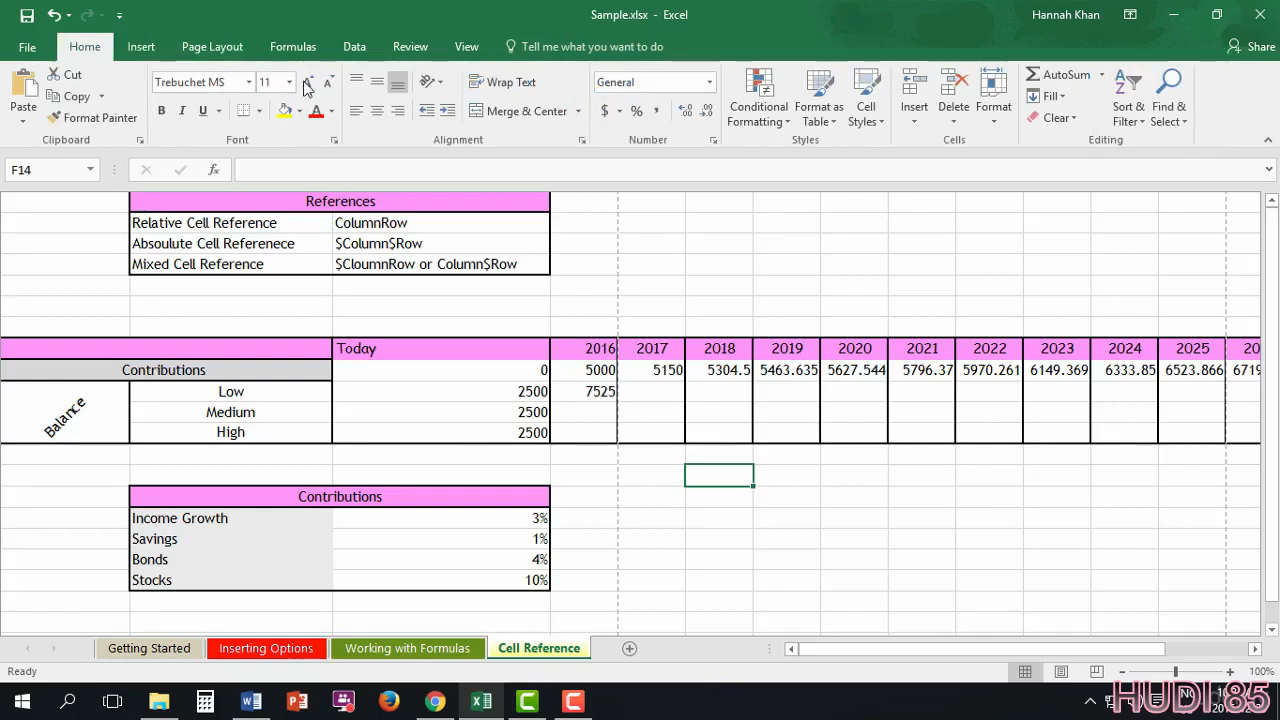 Sample.xlsx - Excel
Hannah Khan
File Home Insert Page Layout Formulas Data Review View Tell me what you want to do Share
Paste
Cut
Copy
Format Painter
Clipboard
Trebuchet MS 11
B I U
Font
Wrap Text
Merge & Center
Alignment
General
$ % ,
Number
Conditional Formatting
Format as Table
Cell Styles
Styles
Insert Delete Format
Cells
AutoSum
Fill
Clear
Sort & Filter
Find & Select
Editing
F14 fx
References
Relative Cell Reference ColumnRow
Absoulute Cell Referenece $Column$Row
Mixed Cell Reference $CloumnRow or Column$Row
Today 2016 2017 2018 2019 2020 2021 2022 2023 2024 2025 20
Contributions 0 5000 5150 5304.5 5463.635 5627.544 5796.37 5970.261 6149.369 6333.85 6523.866 6719
Balance
Low 2500 7525
Medium 2500
High 2500
Contributions
Income Growth 3%
Savings 1%
Bonds 4%
Stocks 10%
Getting Started Inserting Options Working with Formulas Cell Reference
Ready 100%
HUDI 85